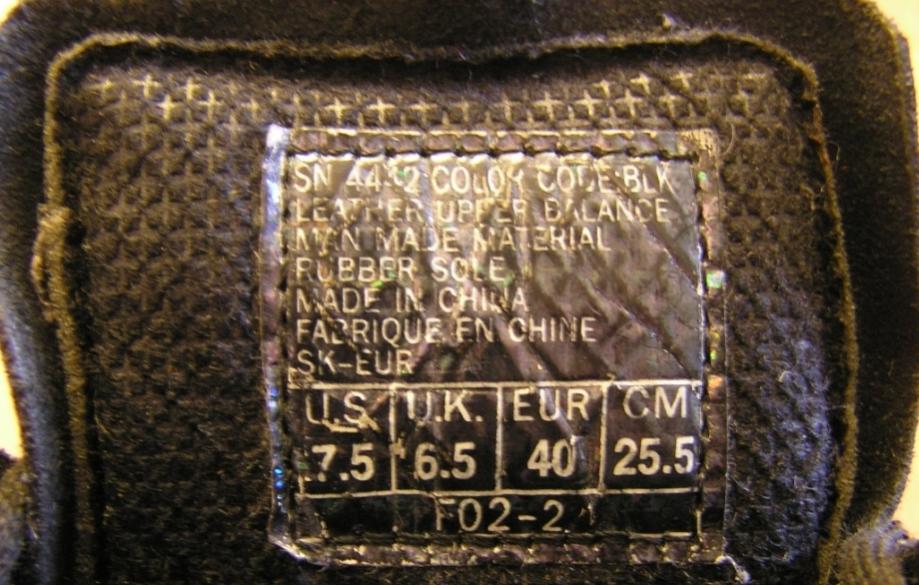 SN 4432 COLOR CODE:BLK
LEATHER UPPER BALANCE
MAN MADE MATERIAL
RUBBER SOLE
MADE IN CHINA
FABRIQUE EN CHINE
SK-EUR
U.S. U.K. EUR CM
7.5 6.5 40 25.5
F02-2